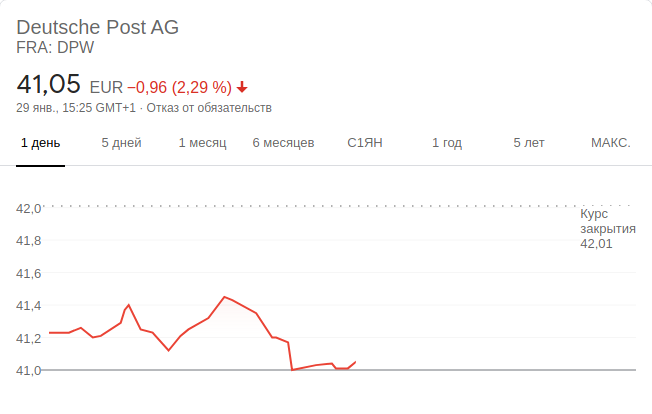 Deutsche Post AG
FRA: DPW
41,05 EUR −0,96 (2,29 %)
29 янв., 15:25 GMT+1 · Отказ от обязательств
1 день 5 дней 1 месяц 6 месяцев С1ЯН 1 год 5 лет МАКС.
42,0
Курс
закрытия
42,01
41,8
41,6
41,4
41,2
41,0